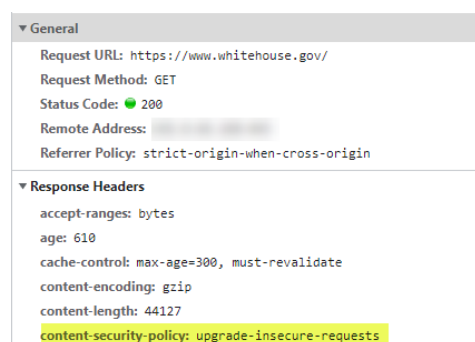 ▼ General
Request URL: https://www.whitehouse.gov/
Request Method: GET
Status Code: 200
Remote Address:
Referrer Policy: strict-origin-when-cross-origin
▼ Response Headers
accept-ranges: bytes
age: 610
cache-control: max-age=300, must-revalidate
content-encoding: gzip
content-length: 44127
content-security-policy: upgrade-insecure-requests